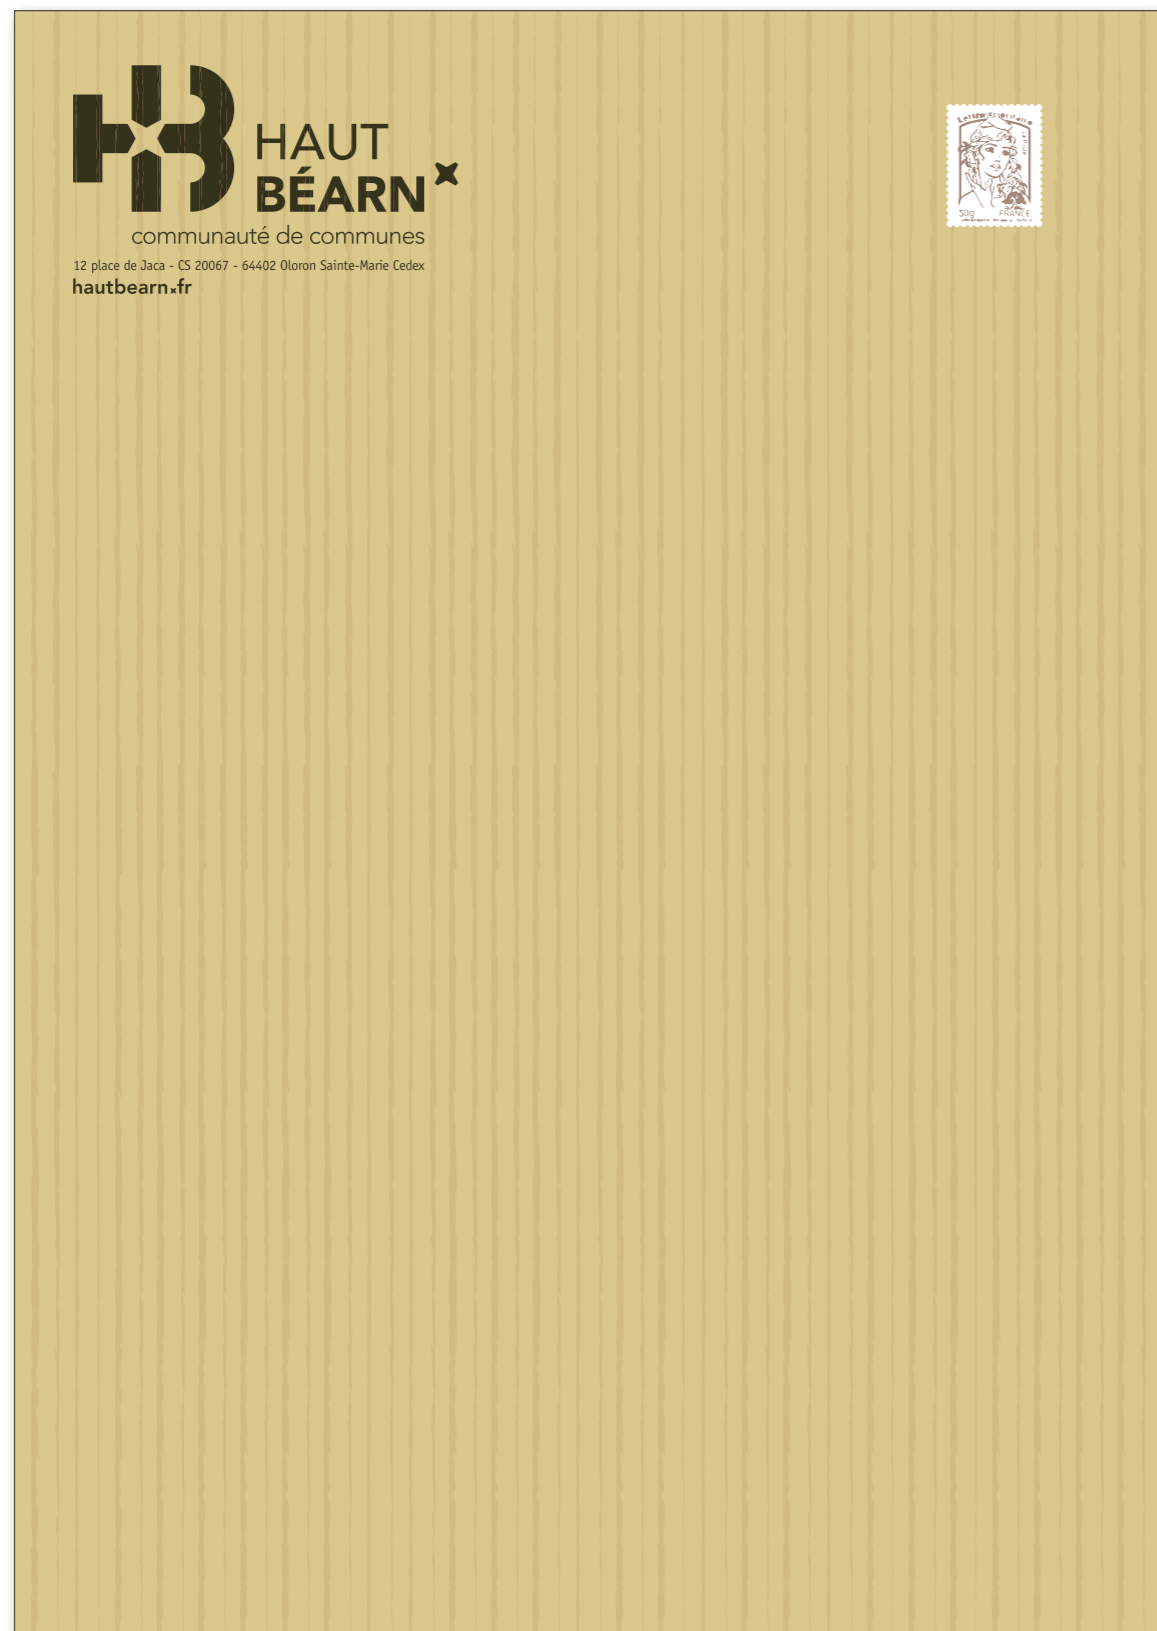 HAUT
BÉARN
communauté de communes
12 place de Jaca - CS 20067 - 64402 Oloron Sainte-Marie Cedex
hautbearn.fr
30g FRANCE